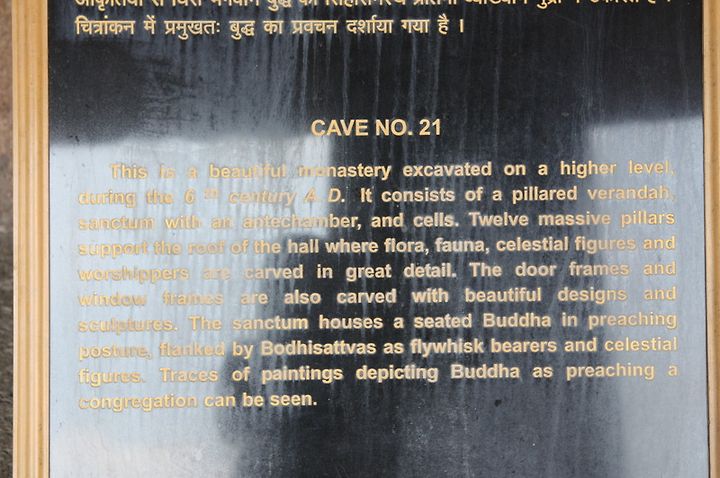 चित्रांकन में प्रमुखतः बुद्ध का प्रवचन दर्शाया गया है ।
CAVE NO. 21
This is a beautiful monastery excavated on a higher level,
during the 6 th century A.D. It consists of a pillared verandah,
sanctum with an antechamber, and cells. Twelve massive pillars
support the roof of the hall where flora, fauna, celestial figures and
worshippers are carved in great detail. The door frames and
window frames are also carved with beautiful designs and
sculptures. The sanctum houses a seated Buddha in preaching
posture, flanked by Bodhisattvas as flywhisk bearers and celestial
figures. Traces of paintings depicting Buddha as preaching a
congregation can be seen.